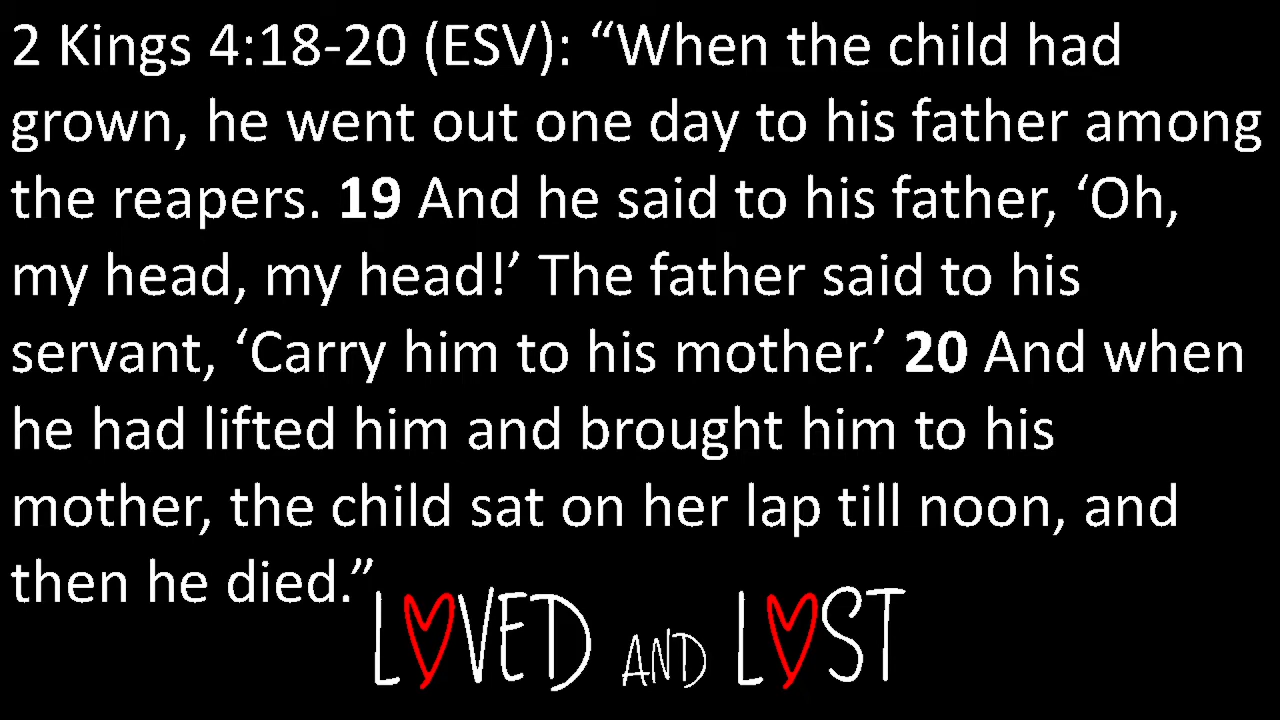 2 Kings 4:18-20 (ESV): “When the child had
grown, he went out one day to his father among
the reapers. 19 And he said to his father, ‘Oh,
my head, my head!’ The father said to his
servant, ‘Carry him to his mother.’ 20 And when
he had lifted him and brought him to his
mother, the child sat on her lap till noon, and
then he died.”
LOVED AND LOST